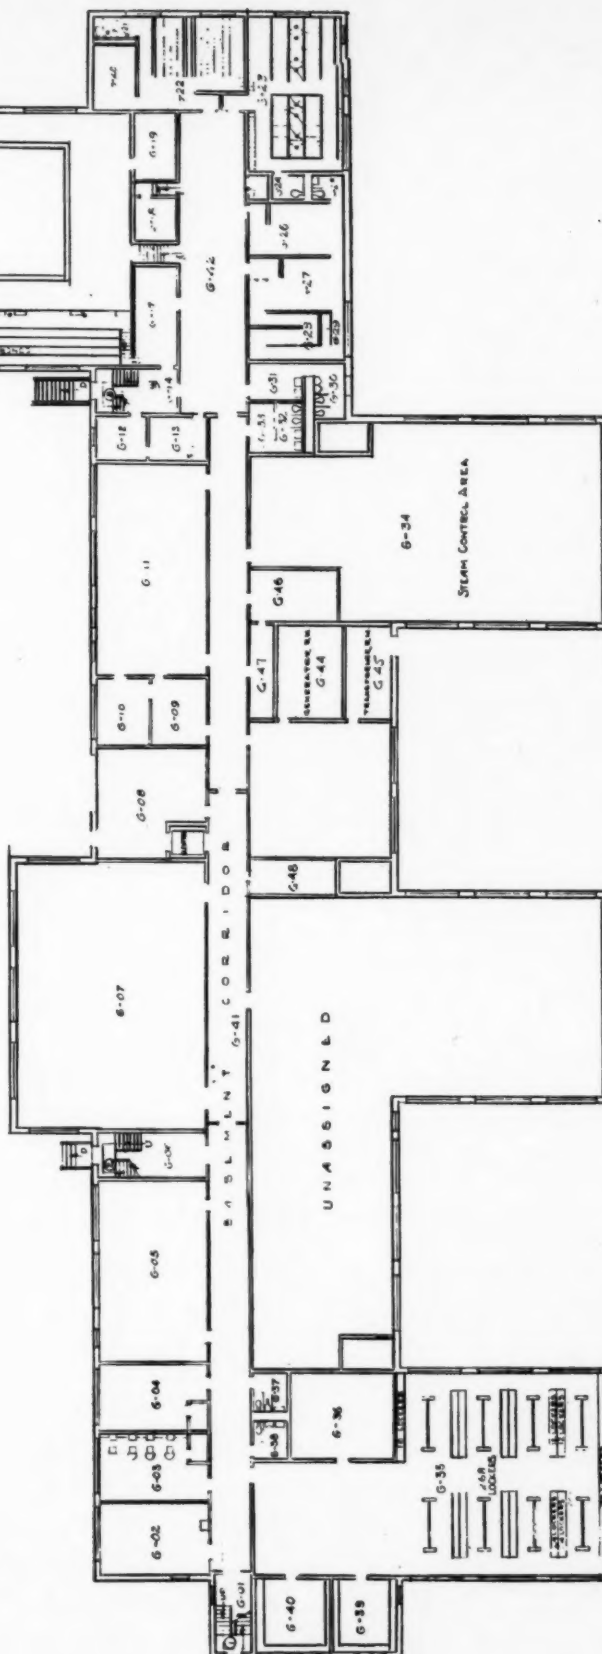 G-19
G-17
G-42
G-26
G-27
G-28
G-29
G-30
G-31
G-32
G-33
G-12
G-13
G-11
G-34
STEAM CONTROL AREA
G-46
G-47
GENERATOR RM
G-44
TRANSFORMER RM
G-45
G-10
G-09
G-08
G-48
G-07
BASEMENT CORRIDOR
G-41
UNASSIGNED
G-05
G-04
G-03
G-02
G-01
G-37
G-38
G-36
G-35
LOCKERS
G-40
G-39